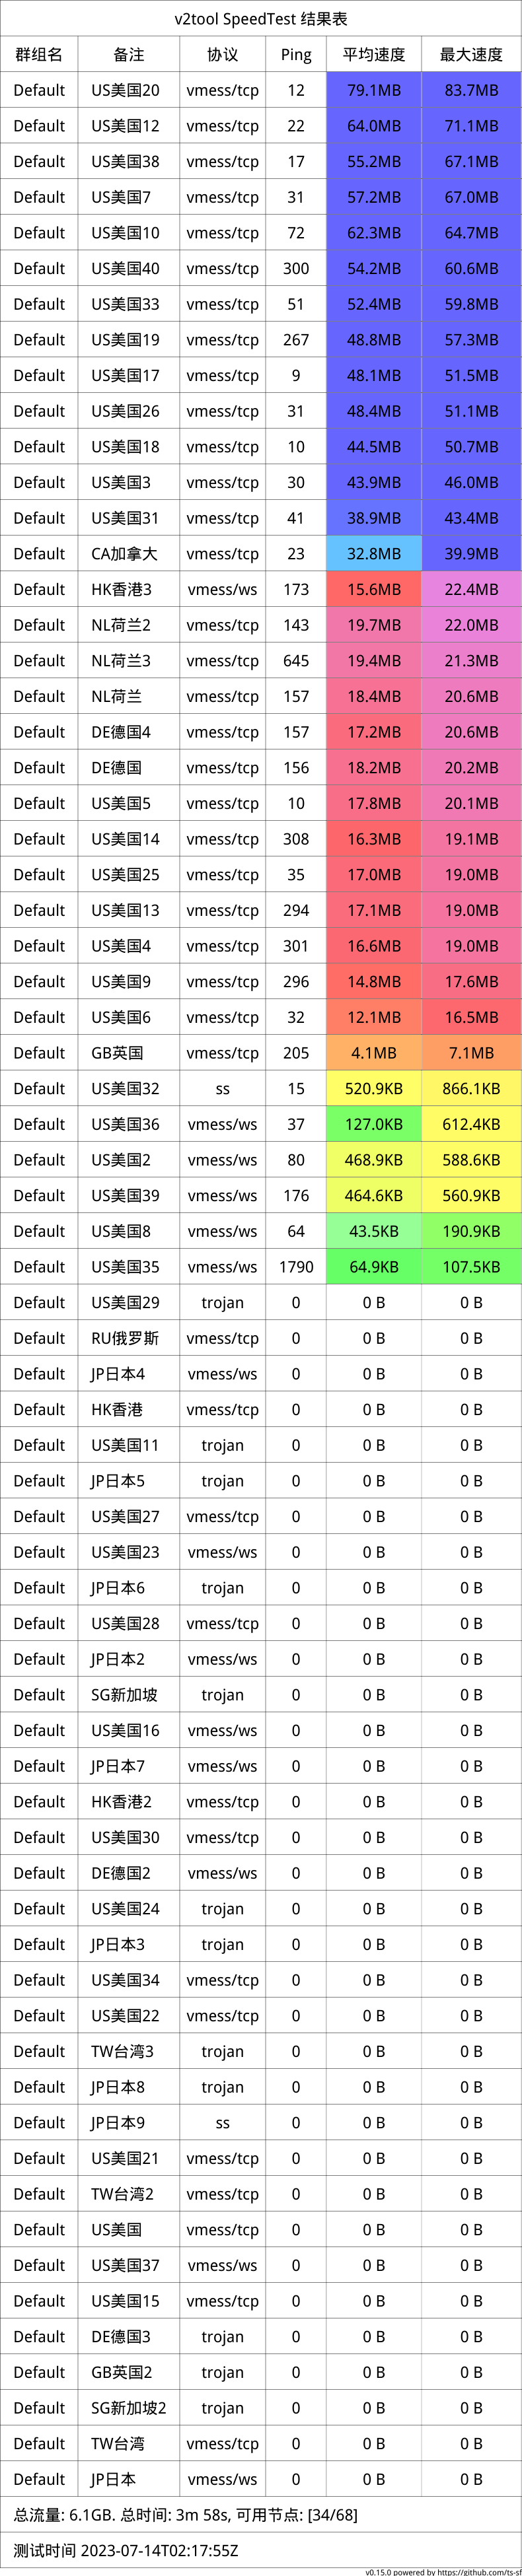 v2tool SpeedTest 结果表
群组名 备注 协议 Ping 平均速度 最大速度
Default US美国20 vmess/tcp 12 79.1MB 83.7MB
Default US美国12 vmess/tcp 22 64.0MB 71.1MB
Default US美国38 vmess/tcp 17 55.2MB 67.1MB
Default US美国7 vmess/tcp 31 57.2MB 67.0MB
Default US美国10 vmess/tcp 72 62.3MB 64.7MB
Default US美国40 vmess/tcp 300 54.2MB 60.6MB
Default US美国33 vmess/tcp 51 52.4MB 59.8MB
Default US美国19 vmess/tcp 267 48.8MB 57.3MB
Default US美国17 vmess/tcp 9 48.1MB 51.5MB
Default US美国26 vmess/tcp 31 48.4MB 51.1MB
Default US美国18 vmess/tcp 10 44.5MB 50.7MB
Default US美国3 vmess/tcp 30 43.9MB 46.0MB
Default US美国31 vmess/tcp 41 38.9MB 43.4MB
Default CA加拿大 vmess/tcp 23 32.8MB 39.9MB
Default HK香港3 vmess/ws 173 15.6MB 22.4MB
Default NL荷兰2 vmess/tcp 143 19.7MB 22.0MB
Default NL荷兰3 vmess/tcp 645 19.4MB 21.3MB
Default NL荷兰 vmess/tcp 157 18.4MB 20.6MB
Default DE德国4 vmess/tcp 157 17.2MB 20.6MB
Default DE德国 vmess/tcp 156 18.2MB 20.2MB
Default US美国5 vmess/tcp 10 17.8MB 20.1MB
Default US美国14 vmess/tcp 308 16.3MB 19.1MB
Default US美国25 vmess/tcp 35 17.0MB 19.0MB
Default US美国13 vmess/tcp 294 17.1MB 19.0MB
Default US美国4 vmess/tcp 301 16.6MB 19.0MB
Default US美国9 vmess/tcp 296 14.8MB 17.6MB
Default US美国6 vmess/tcp 32 12.1MB 16.5MB
Default GB英国 vmess/tcp 205 4.1MB 7.1MB
Default US美国32 ss 15 520.9KB 866.1KB
Default US美国36 vmess/ws 37 127.0KB 612.4KB
Default US美国2 vmess/ws 80 468.9KB 588.6KB
Default US美国39 vmess/ws 176 464.6KB 560.9KB
Default US美国8 vmess/ws 64 43.5KB 190.9KB
Default US美国35 vmess/ws 1790 64.9KB 107.5KB
Default US美国29 trojan 0 0 B 0 B
Default RU俄罗斯 vmess/tcp 0 0 B 0 B
Default JP日本4 vmess/ws 0 0 B 0 B
Default HK香港 vmess/tcp 0 0 B 0 B
Default US美国11 trojan 0 0 B 0 B
Default JP日本5 trojan 0 0 B 0 B
Default US美国27 vmess/tcp 0 0 B 0 B
Default US美国23 vmess/ws 0 0 B 0 B
Default JP日本6 trojan 0 0 B 0 B
Default US美国28 vmess/tcp 0 0 B 0 B
Default JP日本2 vmess/ws 0 0 B 0 B
Default SG新加坡 trojan 0 0 B 0 B
Default US美国16 vmess/ws 0 0 B 0 B
Default JP日本7 vmess/ws 0 0 B 0 B
Default HK香港2 vmess/tcp 0 0 B 0 B
Default US美国30 vmess/tcp 0 0 B 0 B
Default DE德国2 vmess/ws 0 0 B 0 B
Default US美国24 trojan 0 0 B 0 B
Default JP日本3 trojan 0 0 B 0 B
Default US美国34 vmess/tcp 0 0 B 0 B
Default US美国22 vmess/tcp 0 0 B 0 B
Default TW台湾3 trojan 0 0 B 0 B
Default JP日本8 trojan 0 0 B 0 B
Default JP日本9 ss 0 0 B 0 B
Default US美国21 vmess/tcp 0 0 B 0 B
Default TW台湾2 vmess/tcp 0 0 B 0 B
Default US美国 vmess/tcp 0 0 B 0 B
Default US美国37 vmess/ws 0 0 B 0 B
Default US美国15 vmess/tcp 0 0 B 0 B
Default DE德国3 trojan 0 0 B 0 B
Default GB英国2 trojan 0 0 B 0 B
Default SG新加坡2 trojan 0 0 B 0 B
Default TW台湾 vmess/tcp 0 0 B 0 B
Default JP日本 vmess/ws 0 0 B 0 B
总流量: 6.1GB. 总时间: 3m 58s, 可用节点: [34/68]
测试时间 2023-07-14T02:17:55Z
v0.15.0 powered by https://github.com/ts-sf